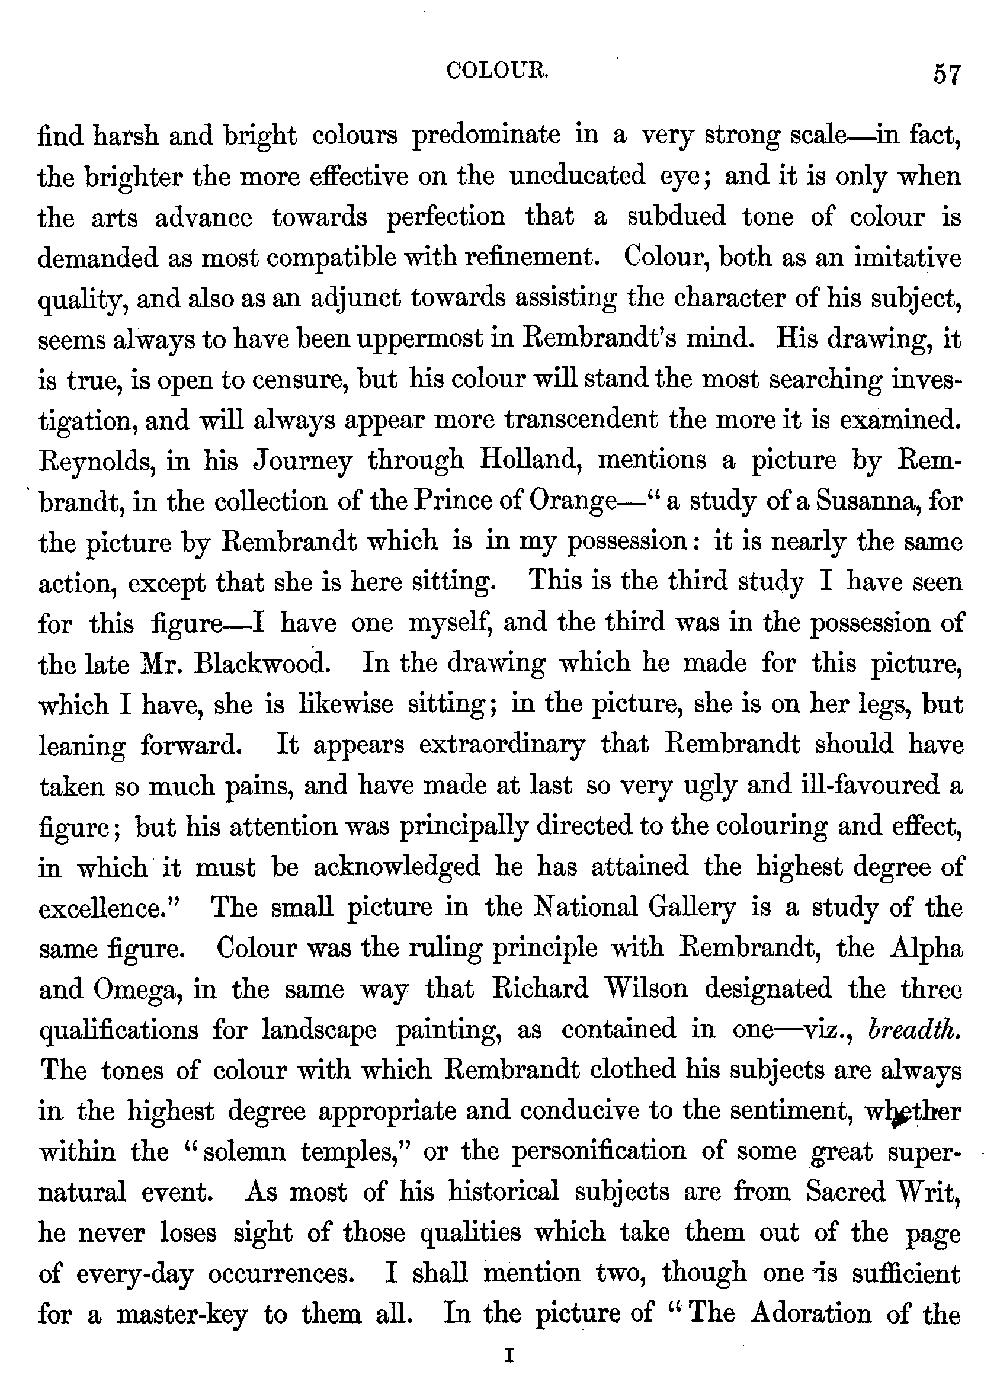 COLOUR. 57
find harsh and bright colours predominate in a very strong scale—in fact,
the brighter the more effective on the uneducated eye; and it is only when
the arts advance towards perfection that a subdued tone of colour is
demanded as most compatible with refinement. Colour, both as an imitative
quality, and also as an adjunct towards assisting the character of his subject,
seems always to have been uppermost in Rembrandt's mind. His drawing, it
is true, is open to censure, but his colour will stand the most searching inves-
tigation, and will always appear more transcendent the more it is examined.
Reynolds, in his Journey through Holland, mentions a picture by Rem-
brandt, in the collection of the Prince of Orange—“ a study of a Susanna, for
the picture by Rembrandt which is in my possession: it is nearly the same
action, except that she is here sitting. This is the third study I have seen
for this figure—I have one myself, and the third was in the possession of
the late Mr. Blackwood. In the drawing which he made for this picture,
which I have, she is likewise sitting; in the picture, she is on her legs, but
leaning forward. It appears extraordinary that Rembrandt should have
taken so much pains, and have made at last so very ugly and ill-favoured a
figure; but his attention was principally directed to the colouring and effect,
in which it must be acknowledged he has attained the highest degree of
excellence.” The small picture in the National Gallery is a study of the
same figure. Colour was the ruling principle with Rembrandt, the Alpha
and Omega, in the same way that Richard Wilson designated the three
qualifications for landscape painting, as contained in one—viz., breadth.
The tones of colour with which Rembrandt clothed his subjects are always
in the highest degree appropriate and conducive to the sentiment, whether
within the “ solemn temples,” or the personification of some great super-
natural event. As most of his historical subjects are from Sacred Writ,
he never loses sight of those qualities which take them out of the page
of every-day occurrences. I shall mention two, though one is sufficient
for a master-key to them all. In the picture of “ The Adoration of the
I